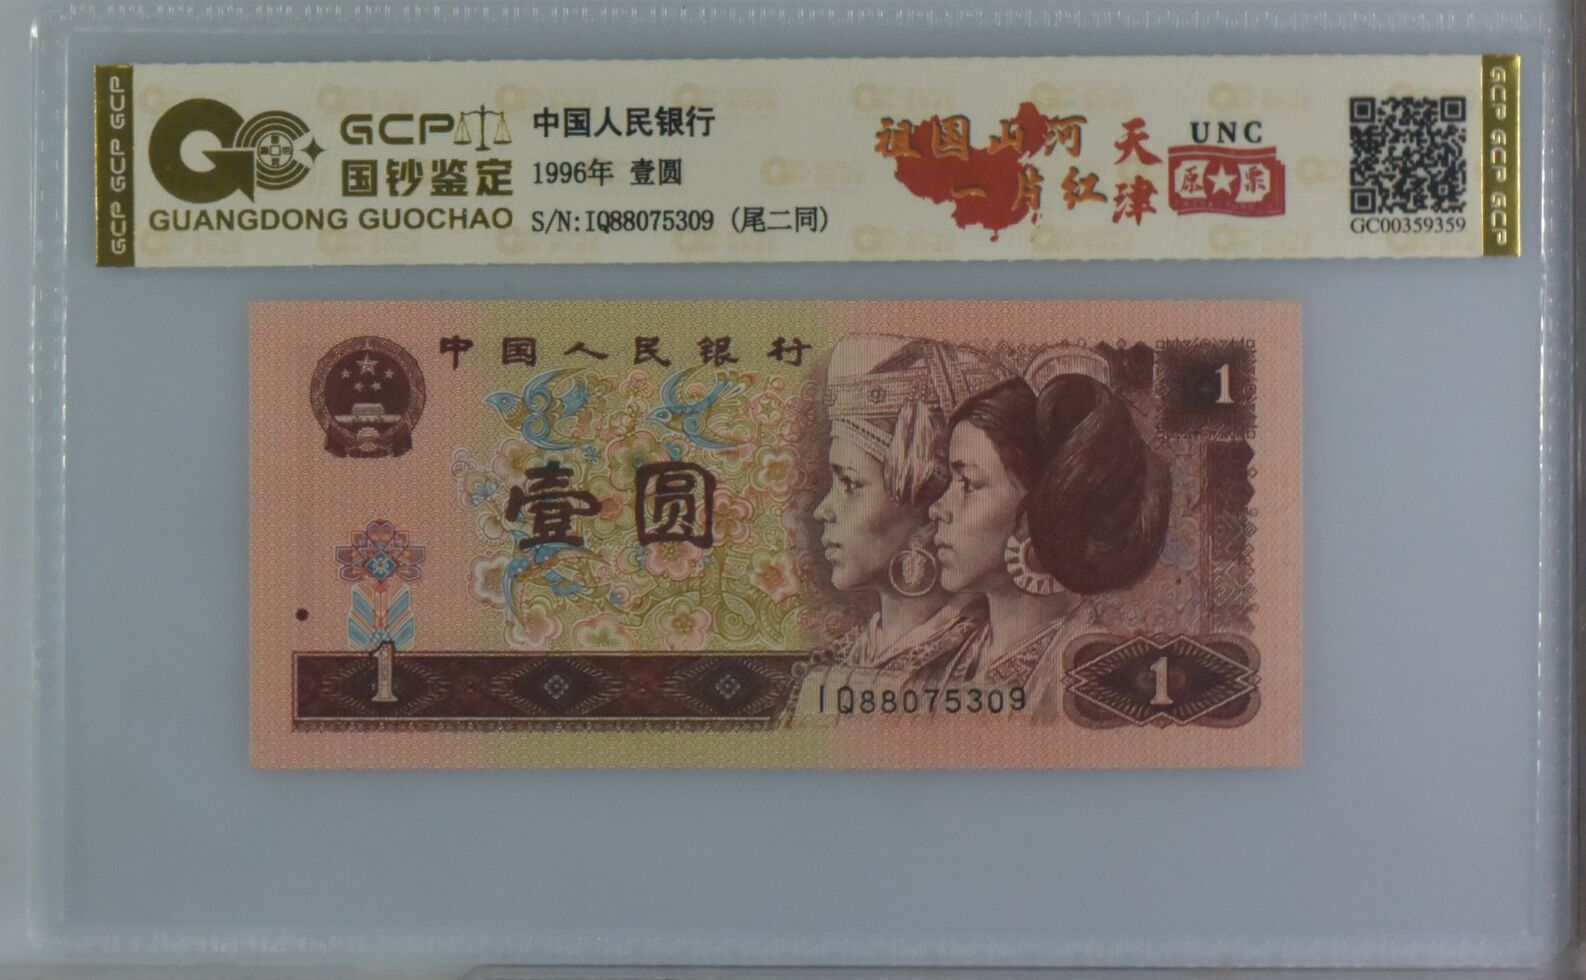 GCP GCP GCP
GC
GCP
国钞鉴定
GUANGDONG GUOCHAO
中国人民银行
1996年 壹圆
S/N:IQ88075309 (尾二同)
祖国山河
一片红
天津
UNC
原★票
GC00359359
GCP GCP GCP
中国人民银行
1
壹圆
1
IQ88075309
1